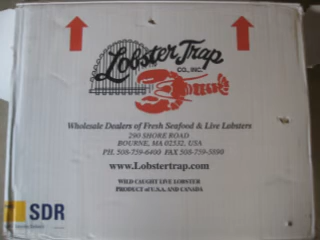 Lobster Trap
CO., INC.
Wholesale Dealers of Fresh Seafood & Live Lobsters
290 SHORE ROAD
BOURNE, MA 02532, USA
PH. 508-759-6400 FAX 508-759-5890
www.Lobstertrap.com
WILD CAUGHT LIVE LOBSTER
PRODUCT of U.S.A. AND CANADA
SDR